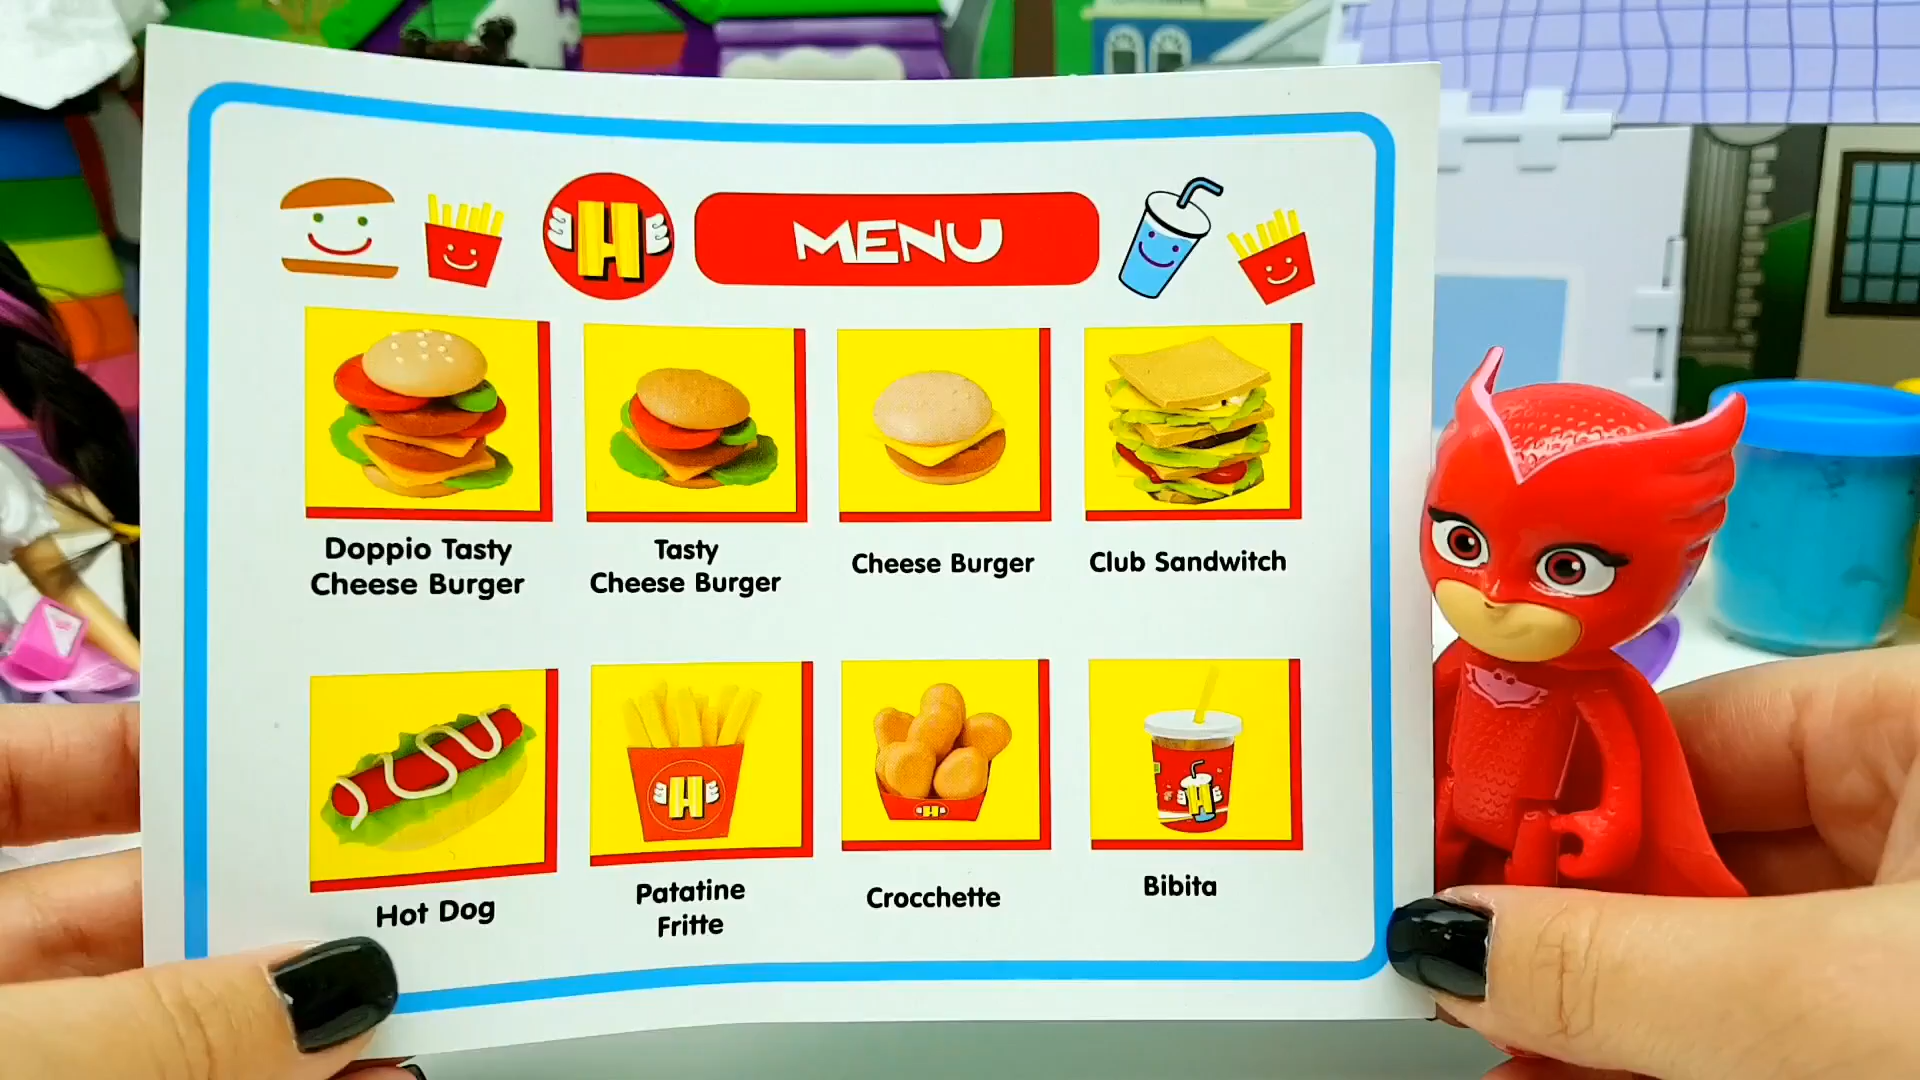 H MENU
Doppio Tasty
Cheese Burger
Tasty
Cheese Burger
Cheese Burger
Club Sandwitch
H
H
H
Hot Dog
Patatine
Fritte
Crocchette
Bibita